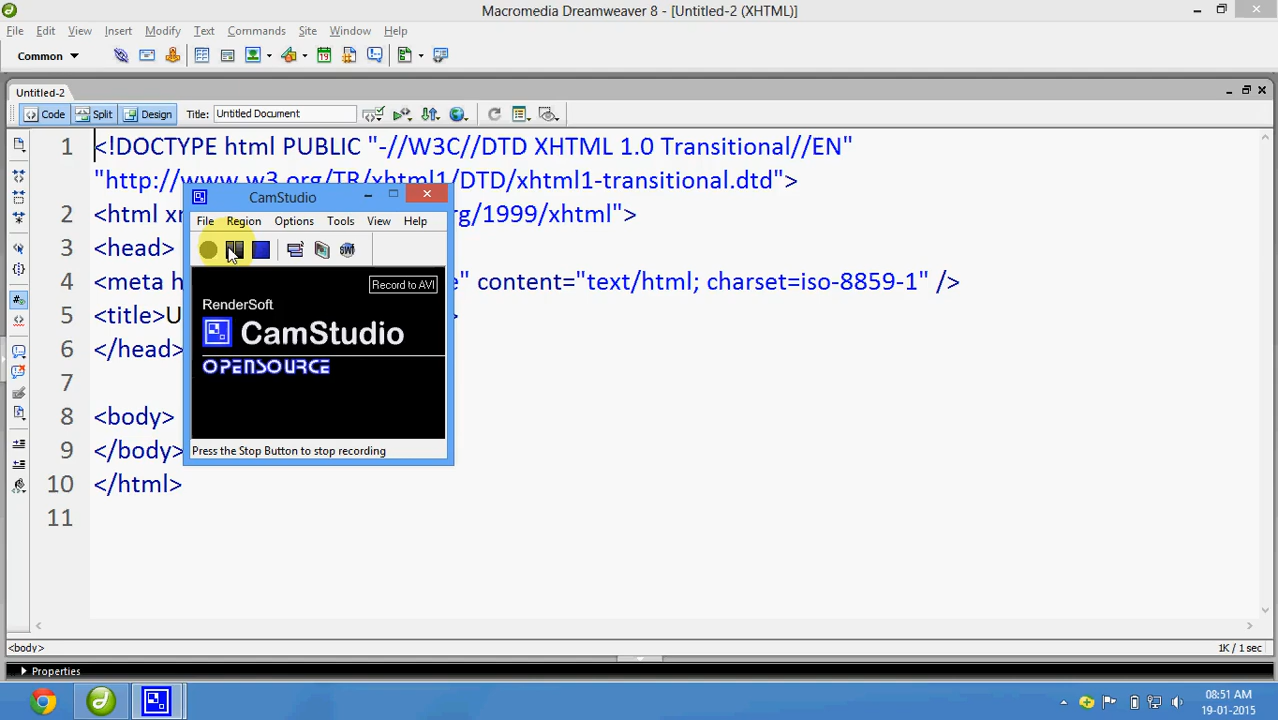 Macromedia Dreamweaver 8 - [Untitled-2 (XHTML)]
File Edit View Insert Modify Text Commands Site Window Help
Common
Untitled-2
Code Split Design Title: Untitled Document
1 <!DOCTYPE html PUBLIC "-//W3C//DTD XHTML 1.0 Transitional//EN"
"http://www.w3.org/TR/xhtml1/DTD/xhtml1-transitional.dtd">
2 <html .org/1999/xhtml">
3 <head>
4 <meta content="text/html; charset=iso-8859-1" />
5 <title>
6 </head>
7
8 <body>
9 </body>
10 </html>
11
CamStudio
File Region Options Tools View Help
Record to AVI
RenderSoft
CamStudio
OPENSOURCE
Press the Stop Button to stop recording
<body> 1K / 1 sec
Properties
08:51 AM
19-01-2015